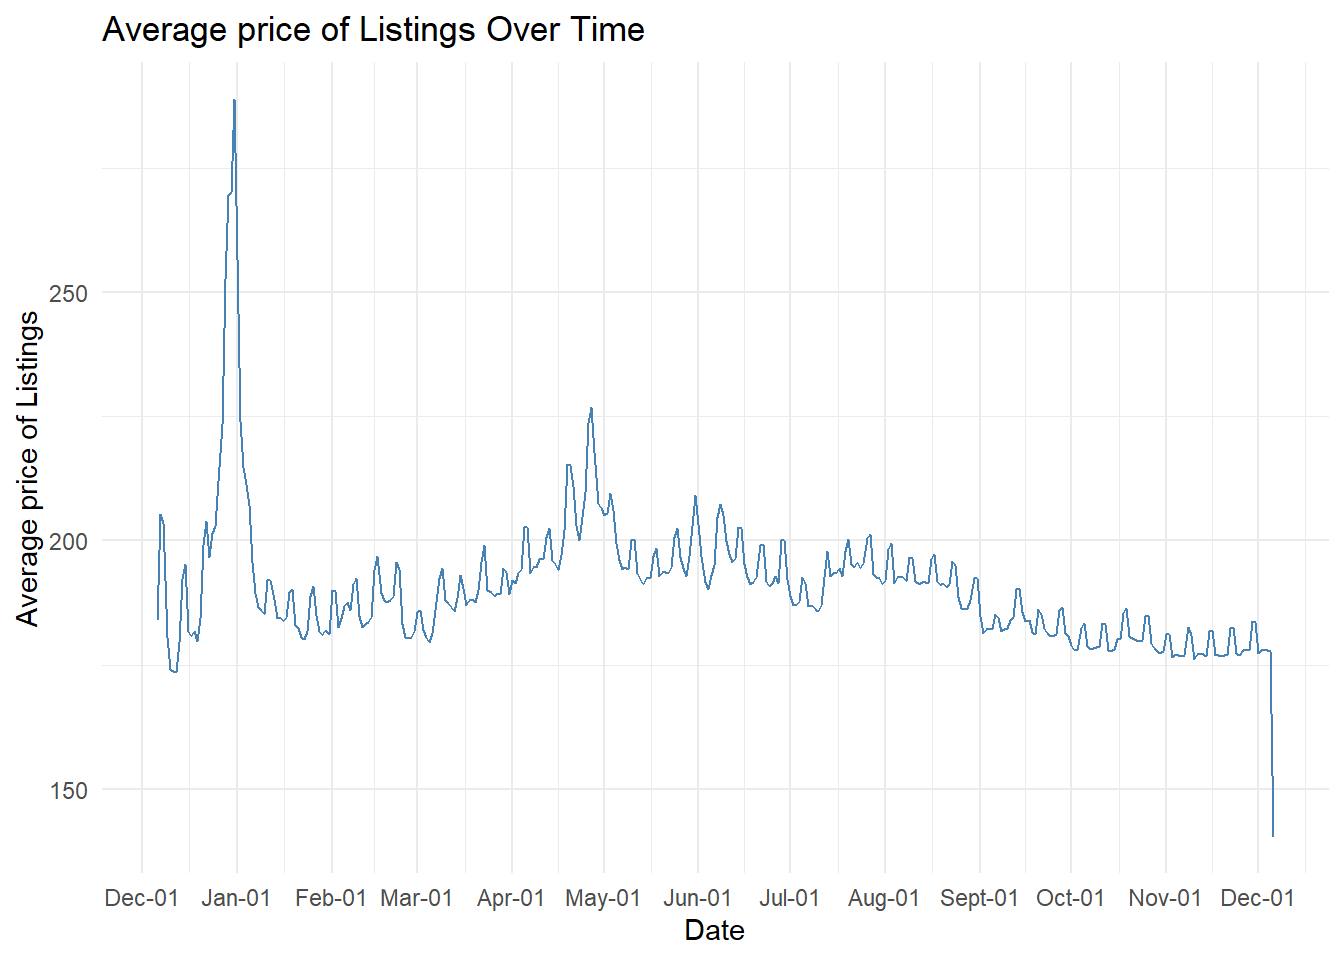 Average price of Listings Over Time
Average price of Listings
250
200
150
Dec-01 Jan-01 Feb-01 Mar-01 Apr-01 May-01 Jun-01 Jul-01 Aug-01 Sept-01 Oct-01 Nov-01 Dec-01
Date